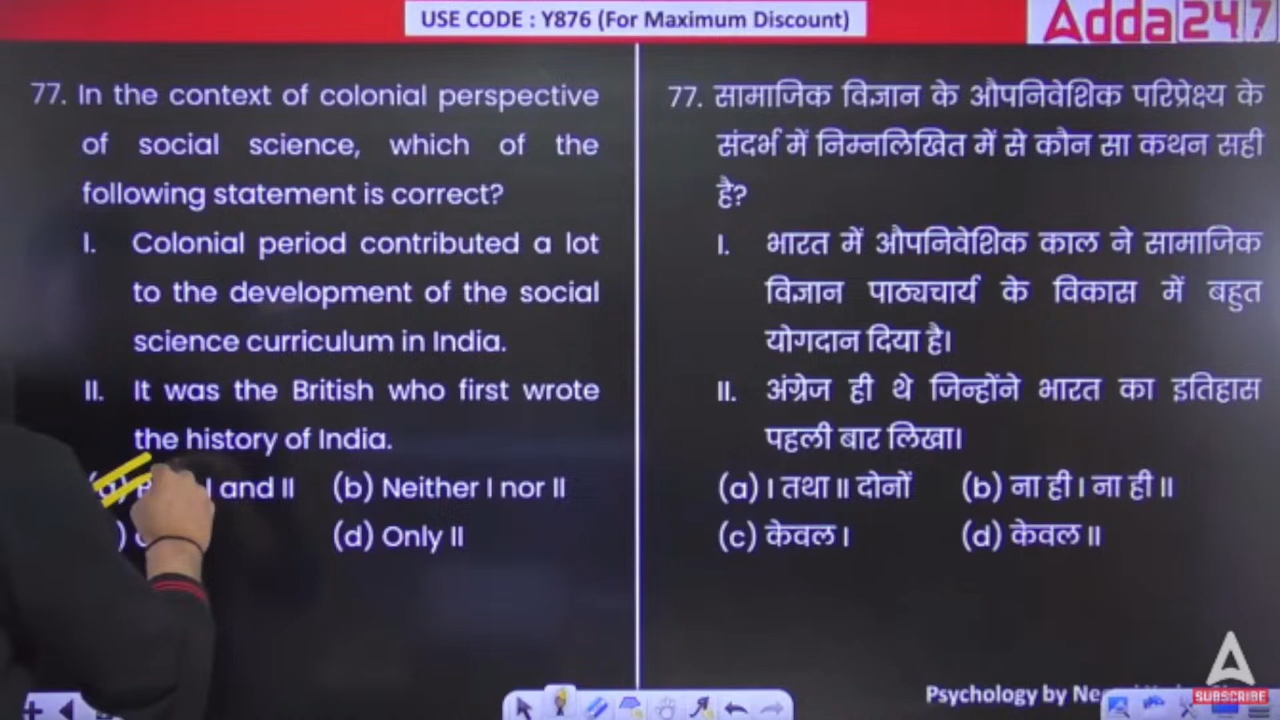 USE CODE : Y876 (For Maximum Discount)
Adda247
77. In the context of colonial perspective
of social science, which of the
following statement is correct?
I. Colonial period contributed a lot
to the development of the social
science curriculum in India.
II. It was the British who first wrote
the history of India.
(a) I and II (b) Neither I nor II
(d) Only II
77. सामाजिक विज्ञान के औपनिवेशिक परिप्रेक्ष्य के
संदर्भ में निम्नलिखित में से कौन सा कथन सही
है?
I. भारत में औपनिवेशिक काल ने सामाजिक
विज्ञान पाठ्यचार्य के विकास में बहुत
योगदान दिया है।
II. अंग्रेज ही थे जिन्होंने भारत का इतिहास
पहली बार लिखा।
(a) I तथा II दोनों (b) ना ही I ना ही II
(c) केवल I (d) केवल II
Psychology by
SUBSCRIBE